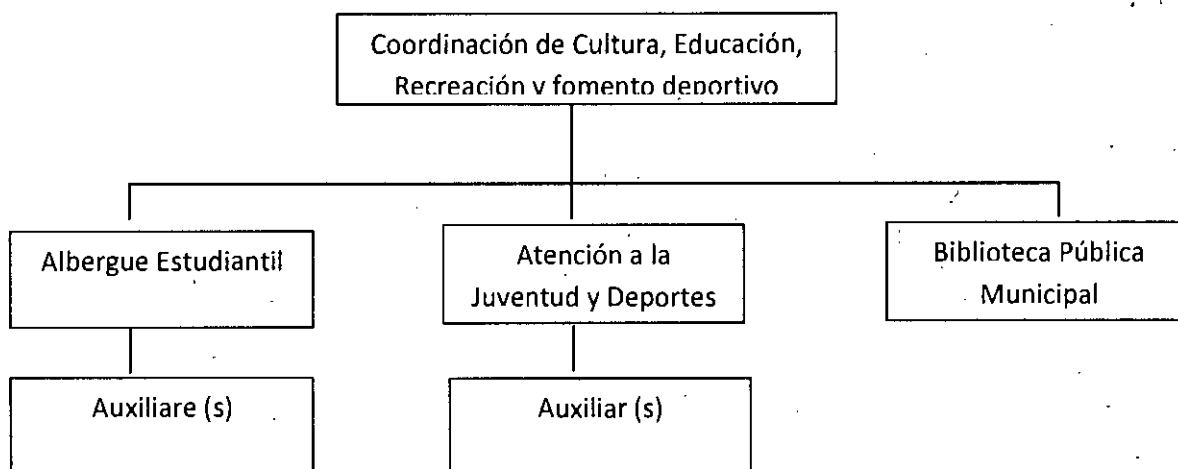 Coordinación de Cultura, Educación,
Recreación y fomento deportivo
Albergue Estudiantil
Atención a la
Juventud y Deportes
Biblioteca Pública
Municipal
Auxiliare (s)
Auxiliar (s)